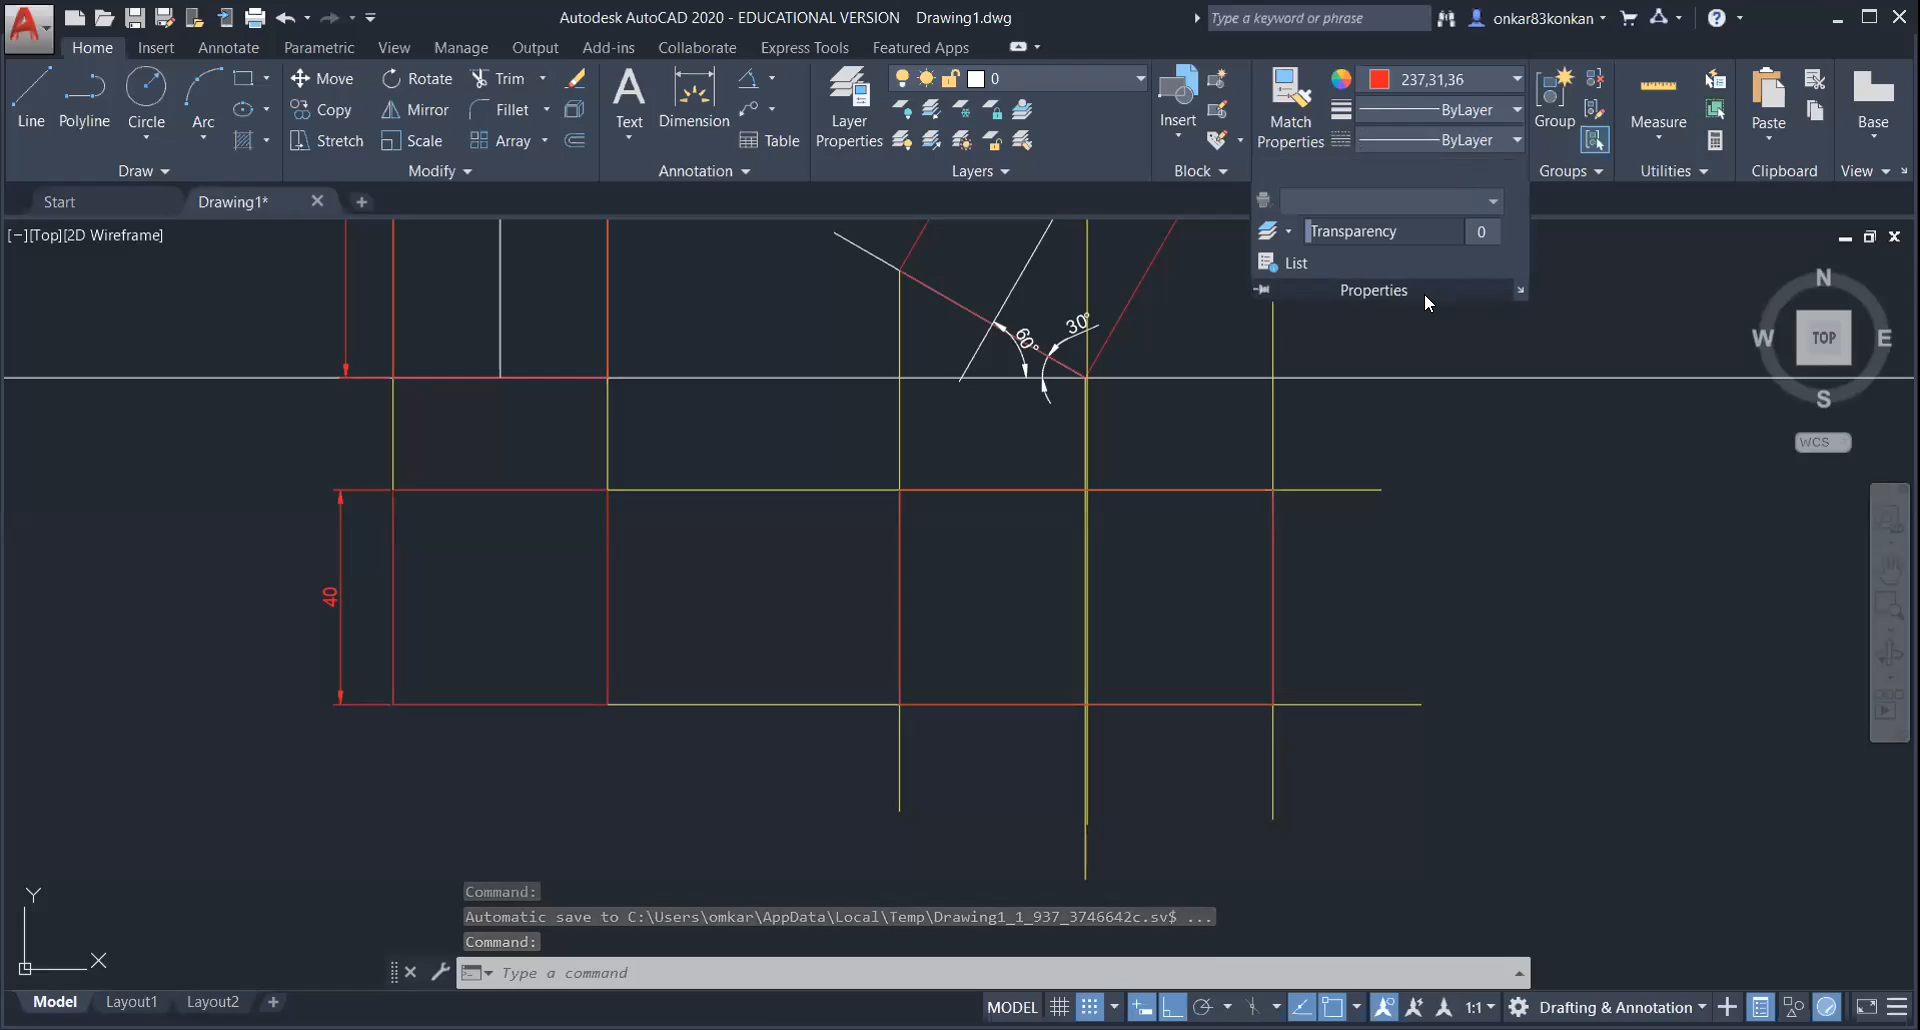 Autodesk AutoCAD 2020 - EDUCATIONAL VERSION Drawing1.dwg
Type a keyword or phrase
onkar83konkan
Home Insert Annotate Parametric View Manage Output Add-ins Collaborate Express Tools Featured Apps
Line
Polyline
Circle
Arc
Draw
Move
Rotate
Trim
Copy
Mirror
Fillet
Stretch
Scale
Array
Modify
Text
Dimension
Table
Annotation
Layer
Properties
0
Layers
Insert
Block
Match
Properties
237,31,36
ByLayer
ByLayer
Transparency 0
List
Properties
Group
Groups
Measure
Utilities
Paste
Clipboard
Base
View
Start
Drawing1*
[−][Top][2D Wireframe]
60°
30°
40
N
W
TOP
E
S
WCS
Y
X
Command:
Automatic save to C:\Users\omkar\AppData\Local\Temp\Drawing1_1_937_3746642c.sv$ ...
Command:
Type a command
Model Layout1 Layout2
MODEL
1:1
Drafting & Annotation